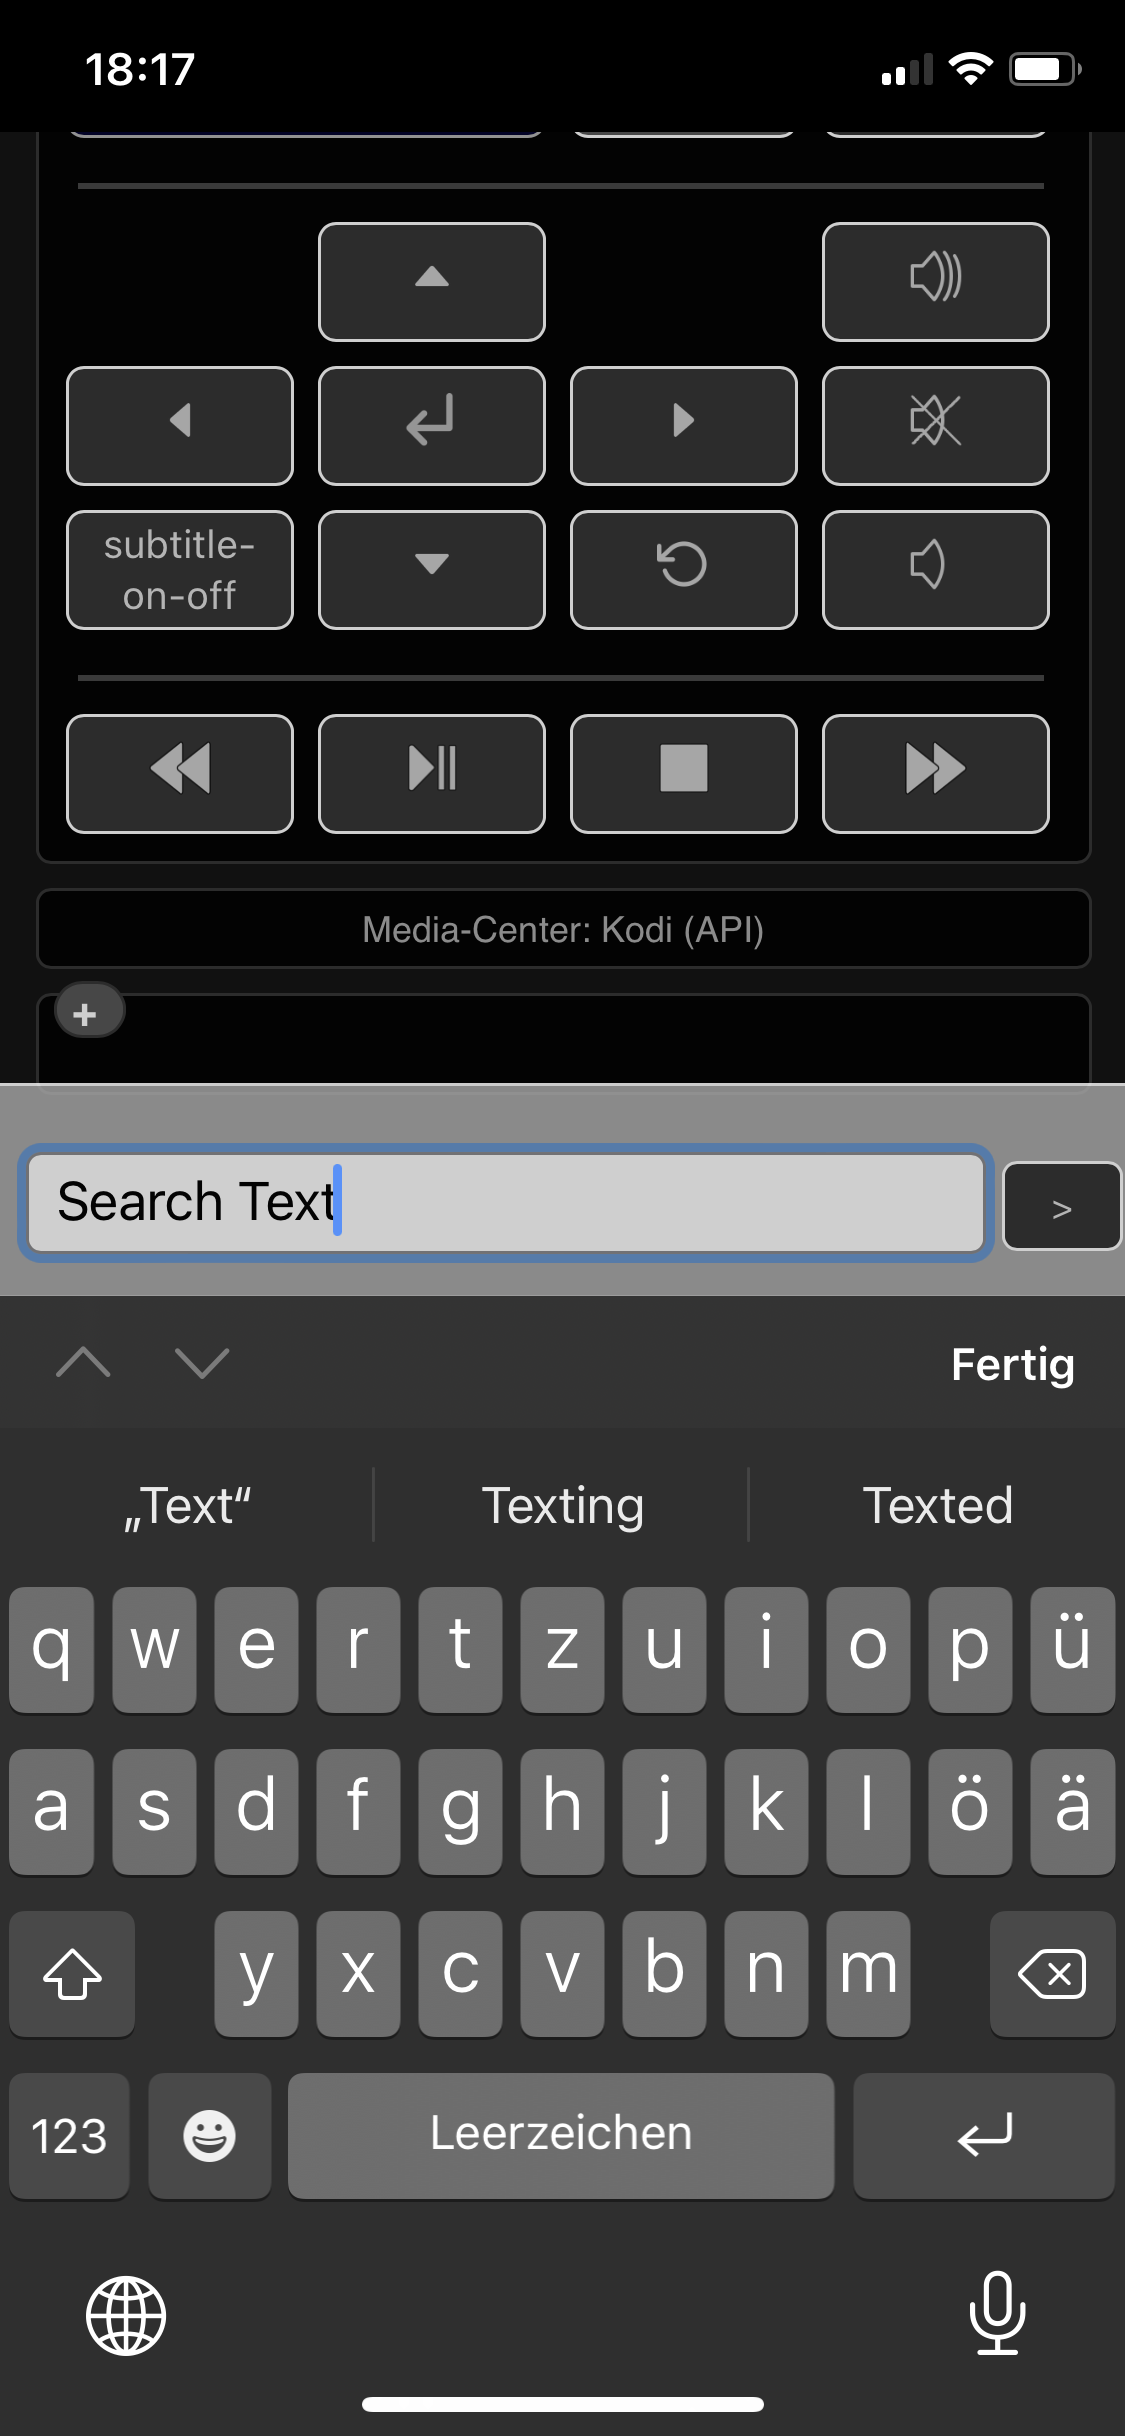 18:17
subtitle-
on-off
Media-Center: Kodi (API)
+
Search Text
>
Fertig
„Text“ Texting Texted
q w e r t z u i o p ü
a s d f g h j k l ö ä
y x c v b n m
123 Leerzeichen